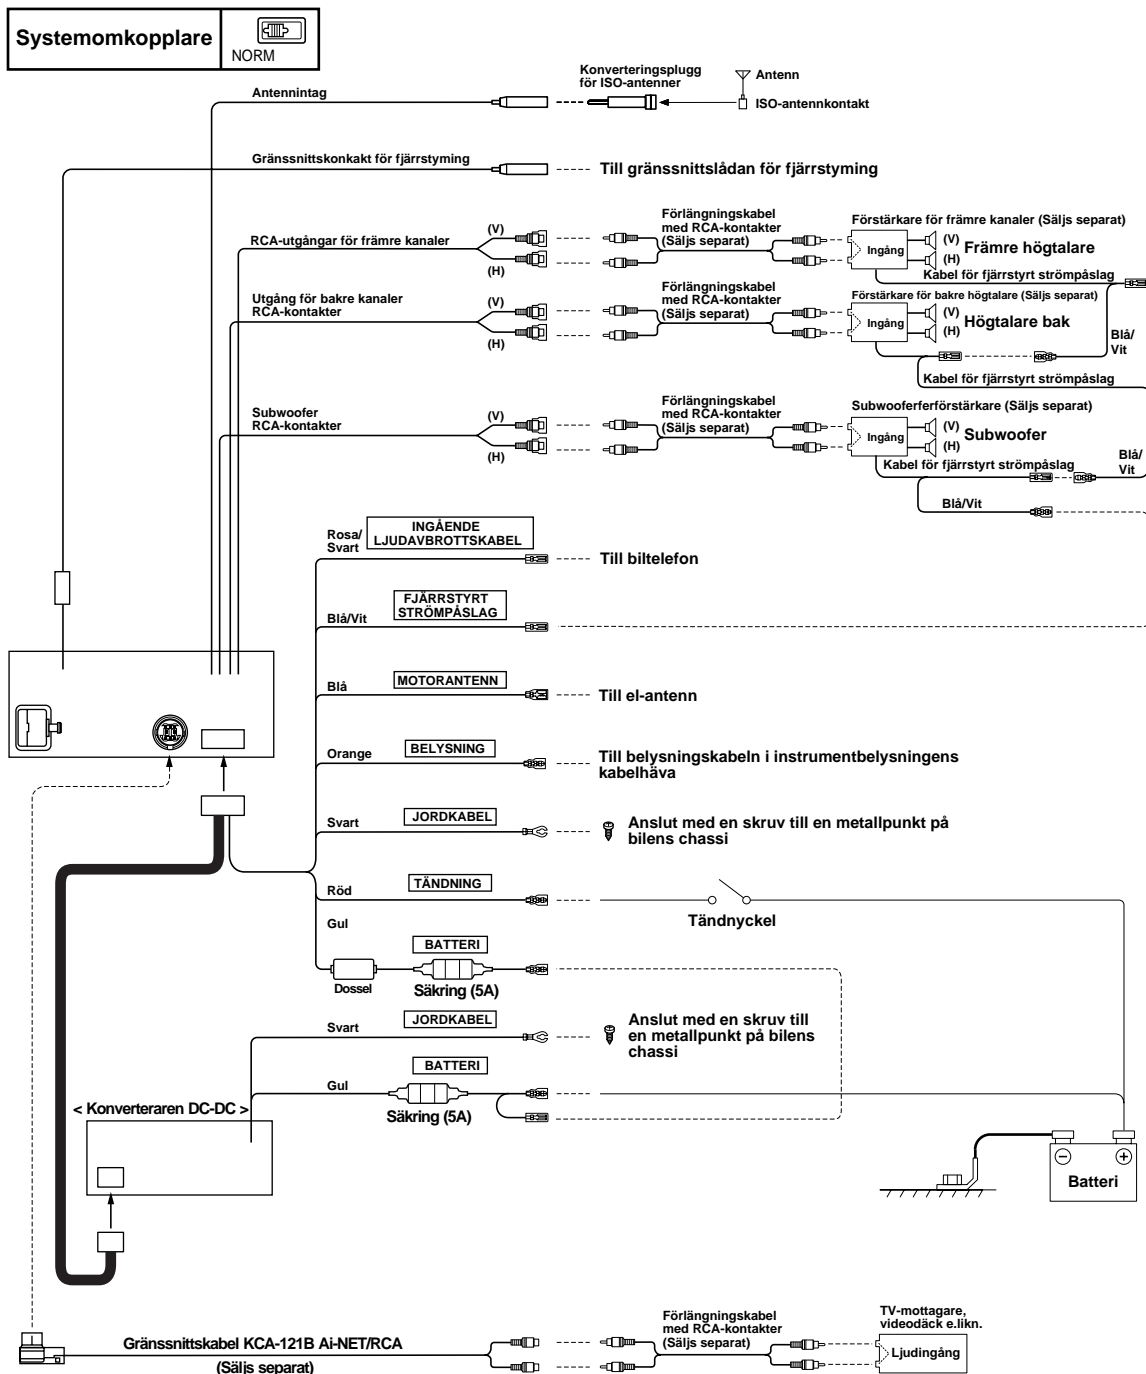 Systemomkopplare
NORM
Konverteringsplugg
för ISO-antenner
Antenn
Antennintag
ISO-antennkontakt
Gränssnittskonkakt för fjärrstyrning
Till gränssnittslådan för fjärrstyrning
Förlängningskabel
med RCA-kontakter
(Säljs separat)
Förstärkare för främre kanaler (Säljs separat)
RCA-utgångar för främre kanaler
(V)
(H)
Ingång
(V)
(H)
Främre högtalare
Kabel för fjärrstyrt strömpåslag
Utgång för bakre kanaler
RCA-kontakter
(V)
(H)
Förlängningskabel
med RCA-kontakter
(Säljs separat)
Förstärkare för bakre högtalare (Säljs separat)
Ingång
(V)
(H)
Högtalare bak
Blå/
Vit
Kabel för fjärrstyrt strömpåslag
Subwoofer
RCA-kontakter
(V)
(H)
Förlängningskabel
med RCA-kontakter
(Säljs separat)
Subwooferferförstärkare (Säljs separat)
Ingång
(V)
(H)
Subwoofer
Kabel för fjärrstyrt strömpåslag
Blå/
Vit
Blå/Vit
Rosa/
Svart
INGÅENDE
LJUDAVBROTTSKABEL
Till biltelefon
Blå/Vit
FJÄRRSTYRT
STRÖMPÅSLAG
Blå
MOTORANTENN
Till el-antenn
Orange
BELYSNING
Till belysningskabeln i instrumentbelysningens
kabelhäva
Svart
JORDKABEL
Anslut med en skruv till en metallpunkt på
bilens chassi
Röd
TÄNDNING
Tändnyckel
Gul
BATTERI
Dossel
Säkring (5A)
Svart
JORDKABEL
Anslut med en skruv till
en metallpunkt på bilens
chassi
Gul
BATTERI
Säkring (5A)
< Konverteraren DC-DC >
Batteri
Gränssnittskabel KCA-121B Ai-NET/RCA
(Säljs separat)
Förlängningskabel
med RCA-kontakter
(Säljs separat)
TV-mottagare,
videodäck e.likn.
Ljudingång